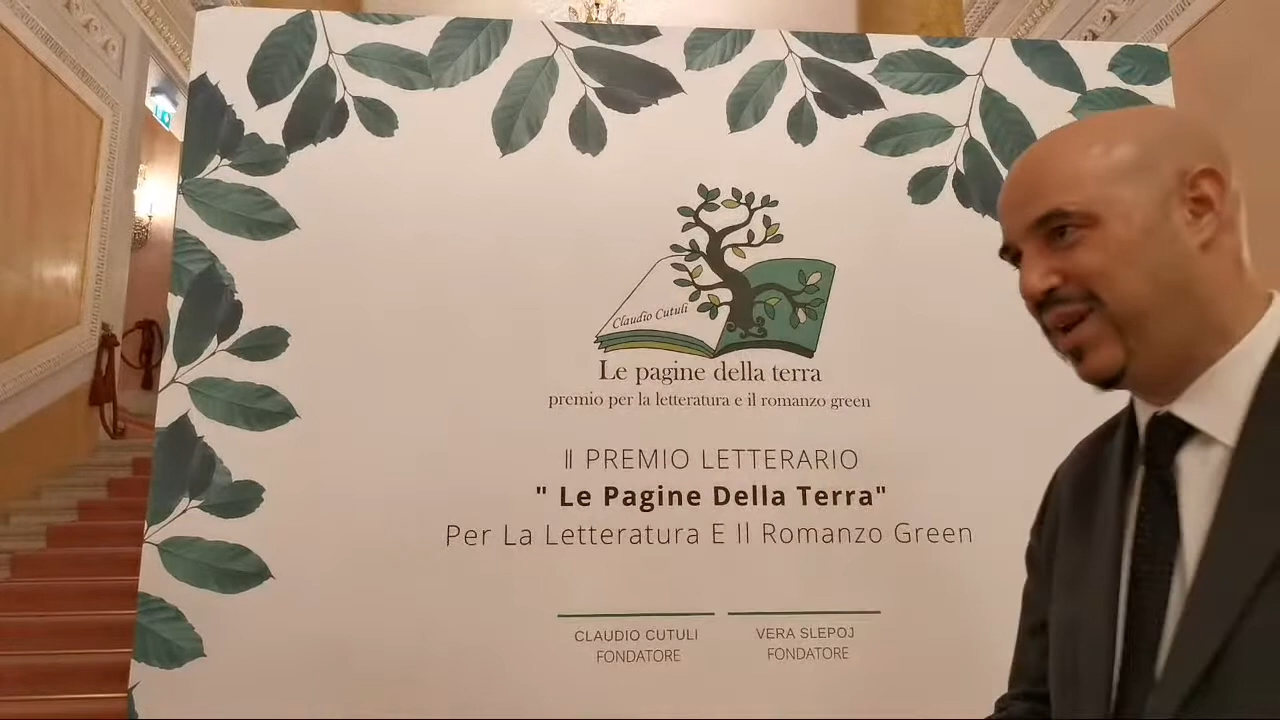 Claudio Cutuli
Le pagine della terra
premio per la letteratura e il romanzo green
II PREMIO LETTERARIO
" Le Pagine Della Terra"
Per La Letteratura E Il Romanzo Green
CLAUDIO CUTULI
FONDATORE
VERA SLEPOJ
FONDATORE